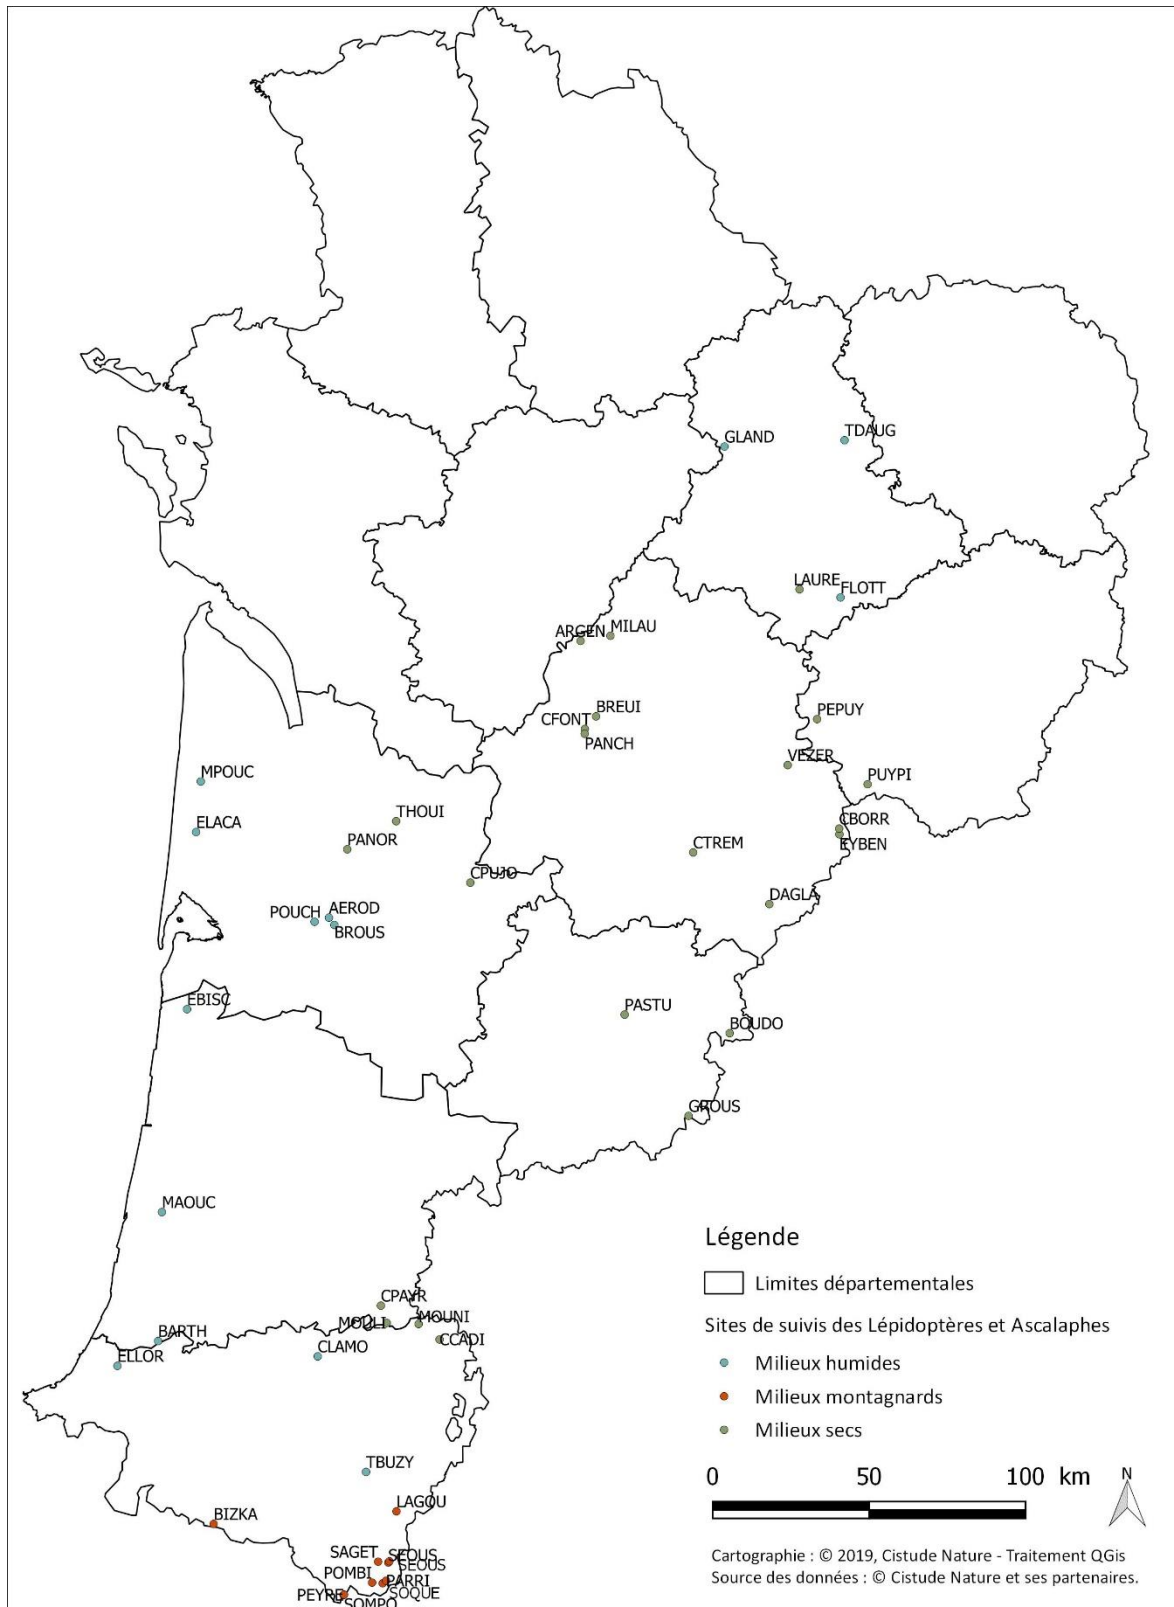 GLAND
TDAUG
LAURE
FLOTT
ARGEN
MILAU
BREUI
CFONT
PANCH
PEPUY
VEZER
PUYPI
MPOUC
ELACA
THOUI
PANOR
CBORR
EYBEN
CTREM
CPUJO
DAGLA
POUCH
AEROD
BROUS
EBISC
PASTU
BOUDO
GROUS
MAOUC
CPAYR
MOULI
MOUNI
CCADI
BARTH
ELLOR
CLAMO
TBUZY
LAGOU
BIZKA
SAGET
SEOUS
SEOUS
POMBI
PARRI
SOQUE
PEYRE
SOMPO
Légende
Limites départementales
Sites de suivis des Lépidoptères et Ascalaphes
Milieux humides
Milieux montagnards
Milieux secs
0 50 100 km
N
Cartographie : © 2019, Cistude Nature - Traitement QGis
Source des données : © Cistude Nature et ses partenaires.